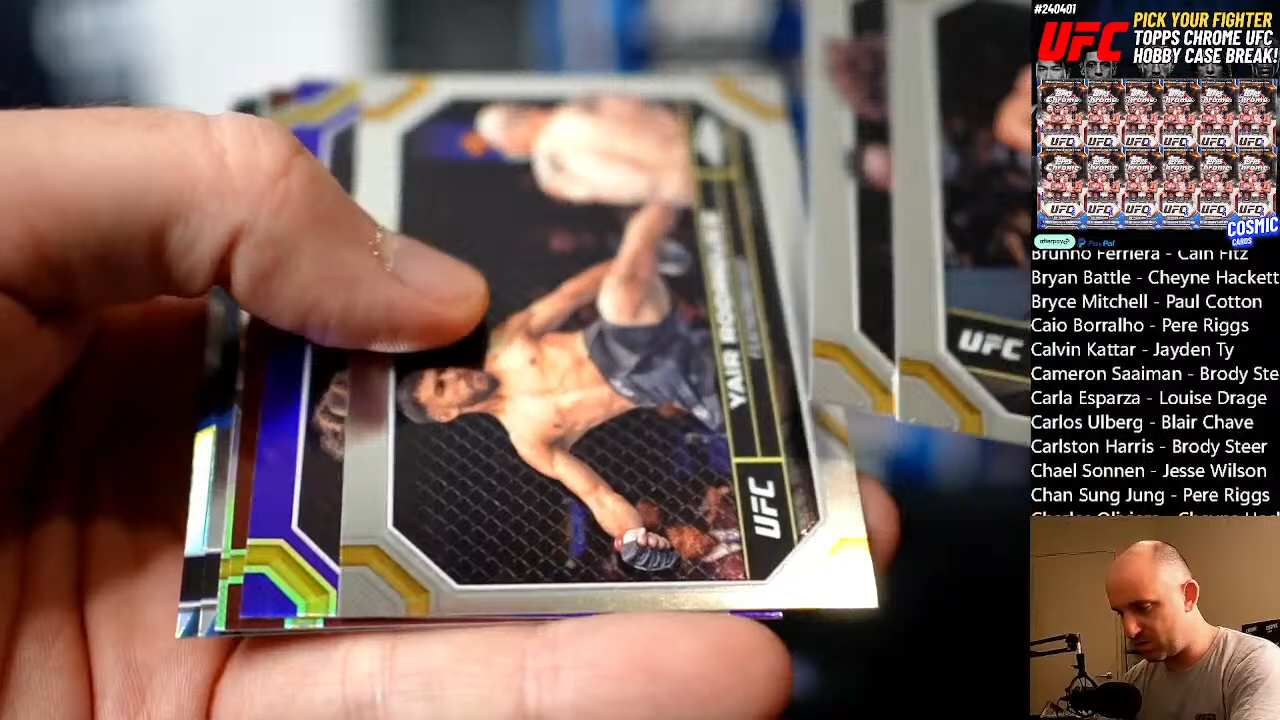 #240401
UFC
PICK YOUR FIGHTER
TOPPS CHROME UFC
HOBBY CASE BREAK!
COSMIC
CARDS
afterpay
PayPal
Brunno Ferriera - Cain Fitz
Bryan Battle - Cheyne Hackett
Bryce Mitchell - Paul Cotton
Caio Borralho - Pere Riggs
Calvin Kattar - Jayden Ty
Cameron Saaiman - Brody Ste
Carla Esparza - Louise Drage
Carlos Ulberg - Blair Chave
Carlston Harris - Brody Steer
Chael Sonnen - Jesse Wilson
Chan Sung Jung - Pere Riggs
YAIR RODRIGUEZ
UFC
UFC